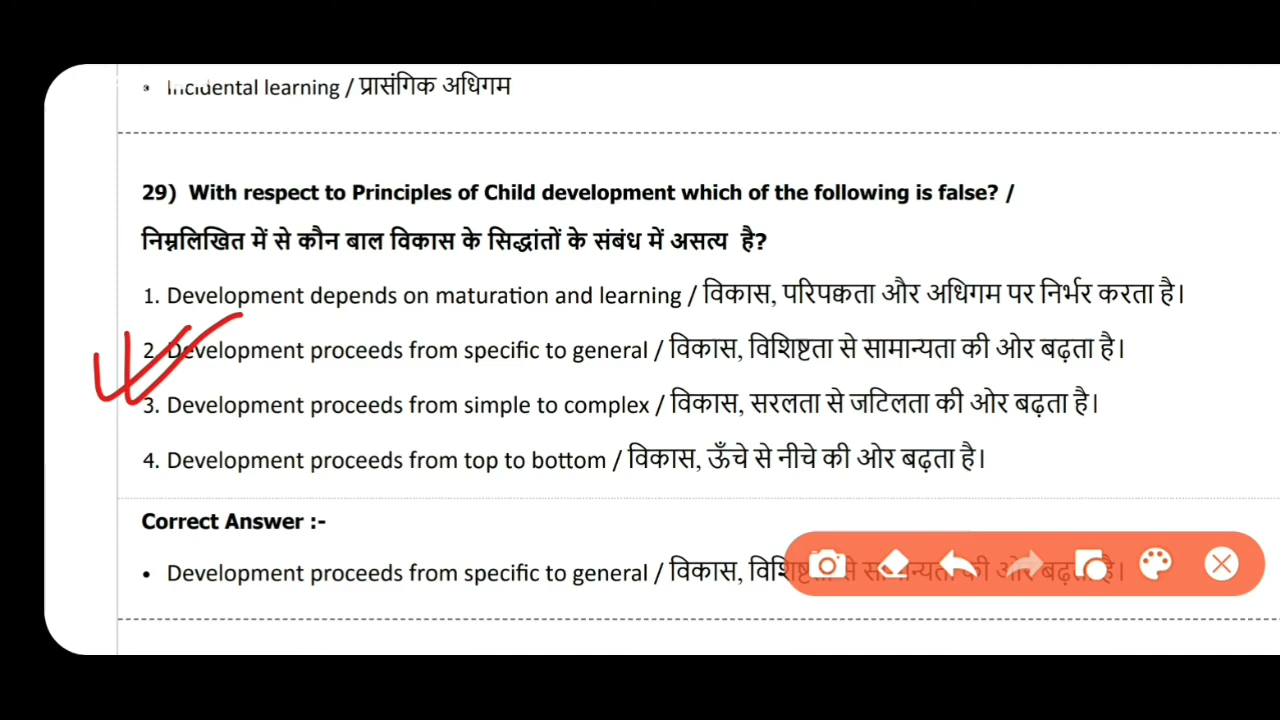 • Incidental learning / प्रासंगिक अधिगम
29) With respect to Principles of Child development which of the following is false? /
निम्नलिखित में से कौन बाल विकास के सिद्धांतों के संबंध में असत्य है?
1. Development depends on maturation and learning / विकास, परिपक्वता और अधिगम पर निर्भर करता है।
2. Development proceeds from specific to general / विकास, विशिष्टता से सामान्यता की ओर बढ़ता है।
3. Development proceeds from simple to complex / विकास, सरलता से जटिलता की ओर बढ़ता है।
4. Development proceeds from top to bottom / विकास, ऊँचे से नीचे की ओर बढ़ता है।
Correct Answer :-
• Development proceeds from specific to general / विकास, विशिष्टता से सामान्यता की ओर बढ़ता है।